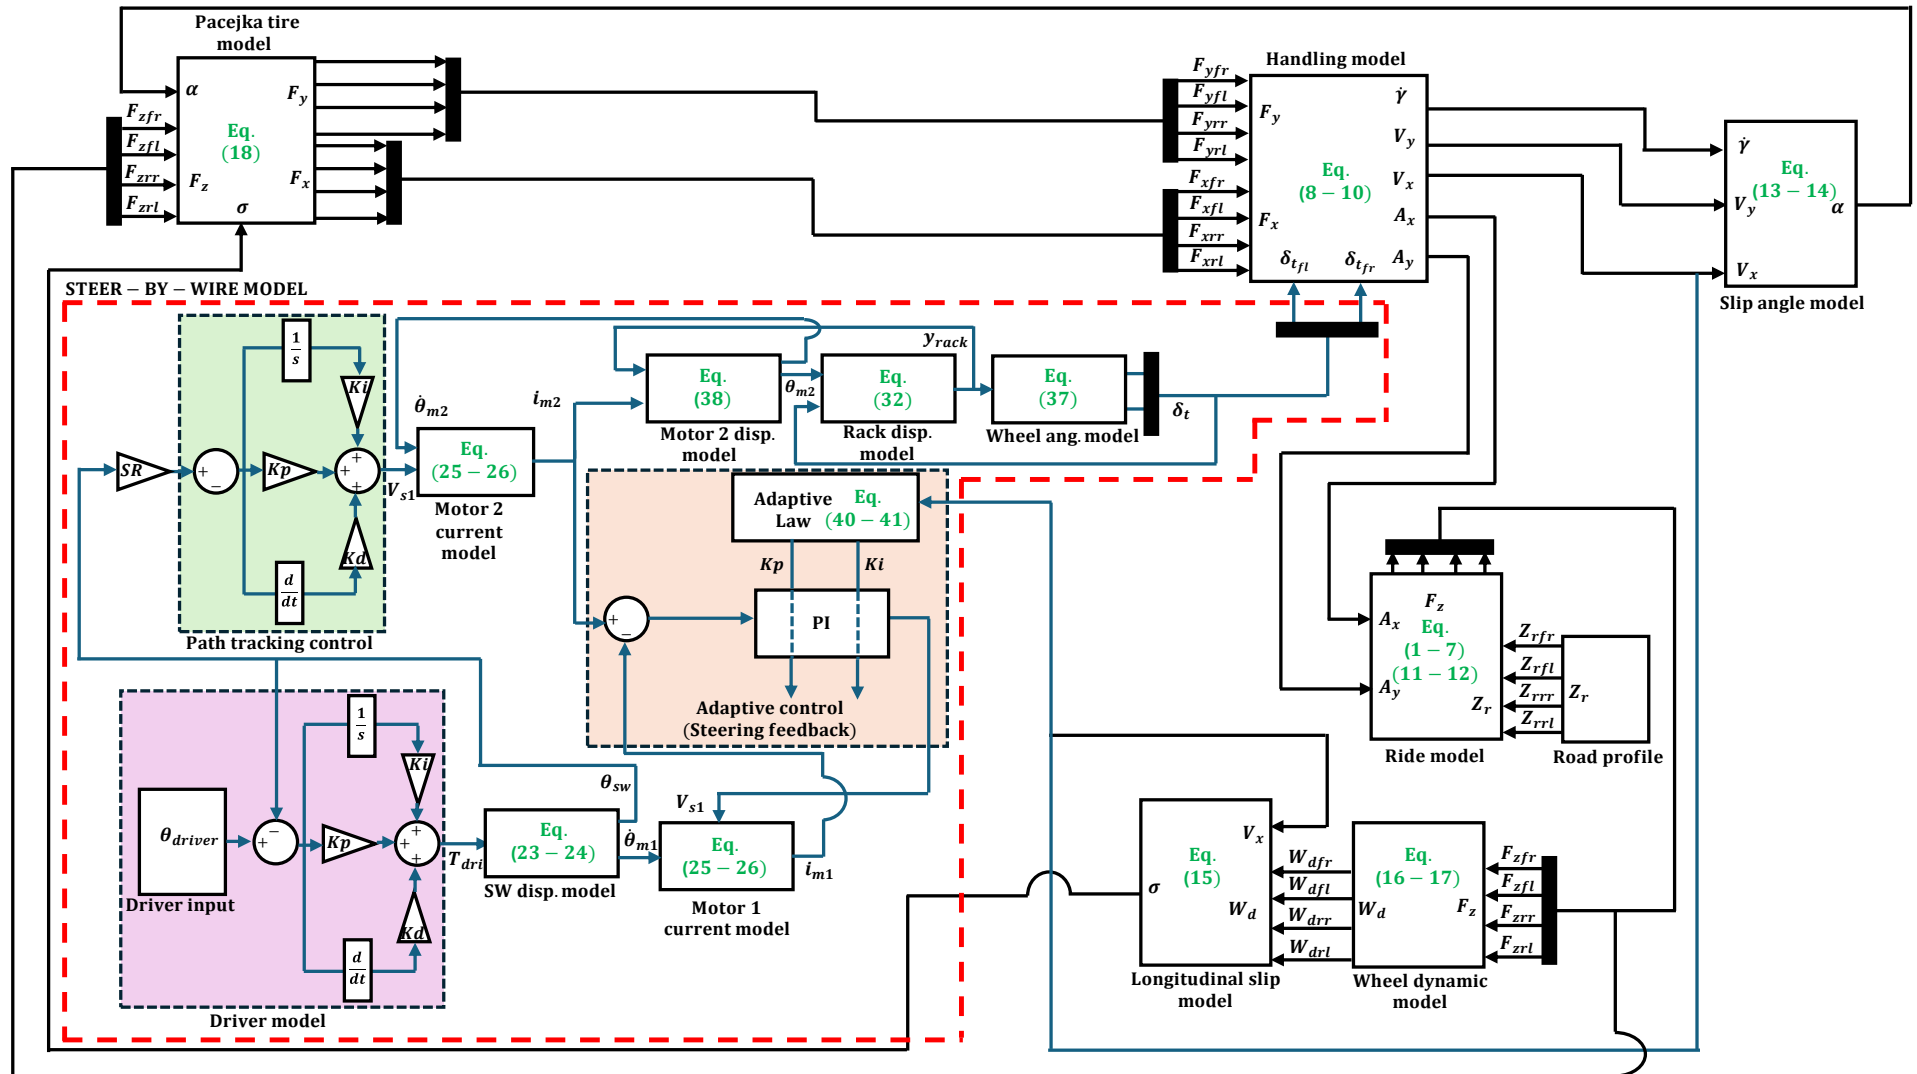 Pacejka tire
model
α
F_y
F_zfr
F_zfl
F_zrr
F_zrl
Eq.
(18)
F_z
F_x
σ
Handling model
F_yfr
F_yfl
F_yrr
F_yrl
F_xfr
F_xfl
F_xrr
F_xrl
F_y
F_x
Eq.
(8 − 10)
γ̇
V_y
V_x
A_x
A_y
δ_t_fl
δ_t_fr
γ̇
Eq.
(13 − 14)
V_y
α
V_x
Slip angle model
STEER − BY − WIRE MODEL
1
s
Ki
SR
+
−
Kp
+
+
+
Kd
d
dt
Path tracking control
V_s1
θ̇_m2
Eq.
(25 − 26)
Motor 2
current
model
i_m2
Eq.
(38)
Motor 2 disp.
model
θ_m2
Eq.
(32)
Rack disp.
model
y_rack
Eq.
(37)
Wheel ang. model
δ_t
Adaptive
Law
Eq.
(40 − 41)
Kp
Ki
+
−
PI
Adaptive control
(Steering feedback)
θ_driver
Driver input
−
+
1
s
Ki
Kp
+
+
+
Kd
d
dt
Driver model
T_dri
Eq.
(23 − 24)
SW disp. model
θ_sw
θ̇_m1
V_s1
Eq.
(25 − 26)
Motor 1
current model
i_m1
F_z
A_x
Eq.
(1 − 7)
(11 − 12)
A_y
Z_r
Ride model
Z_rfr
Z_rfl
Z_rrr
Z_rrl
Z_r
Road profile
V_x
Eq.
(15)
σ
W_d
Longitudinal slip
model
W_dfr
W_dfl
W_drr
W_drl
Eq.
(16 − 17)
W_d
F_z
Wheel dynamic
model
F_zfr
F_zfl
F_zrr
F_zrl